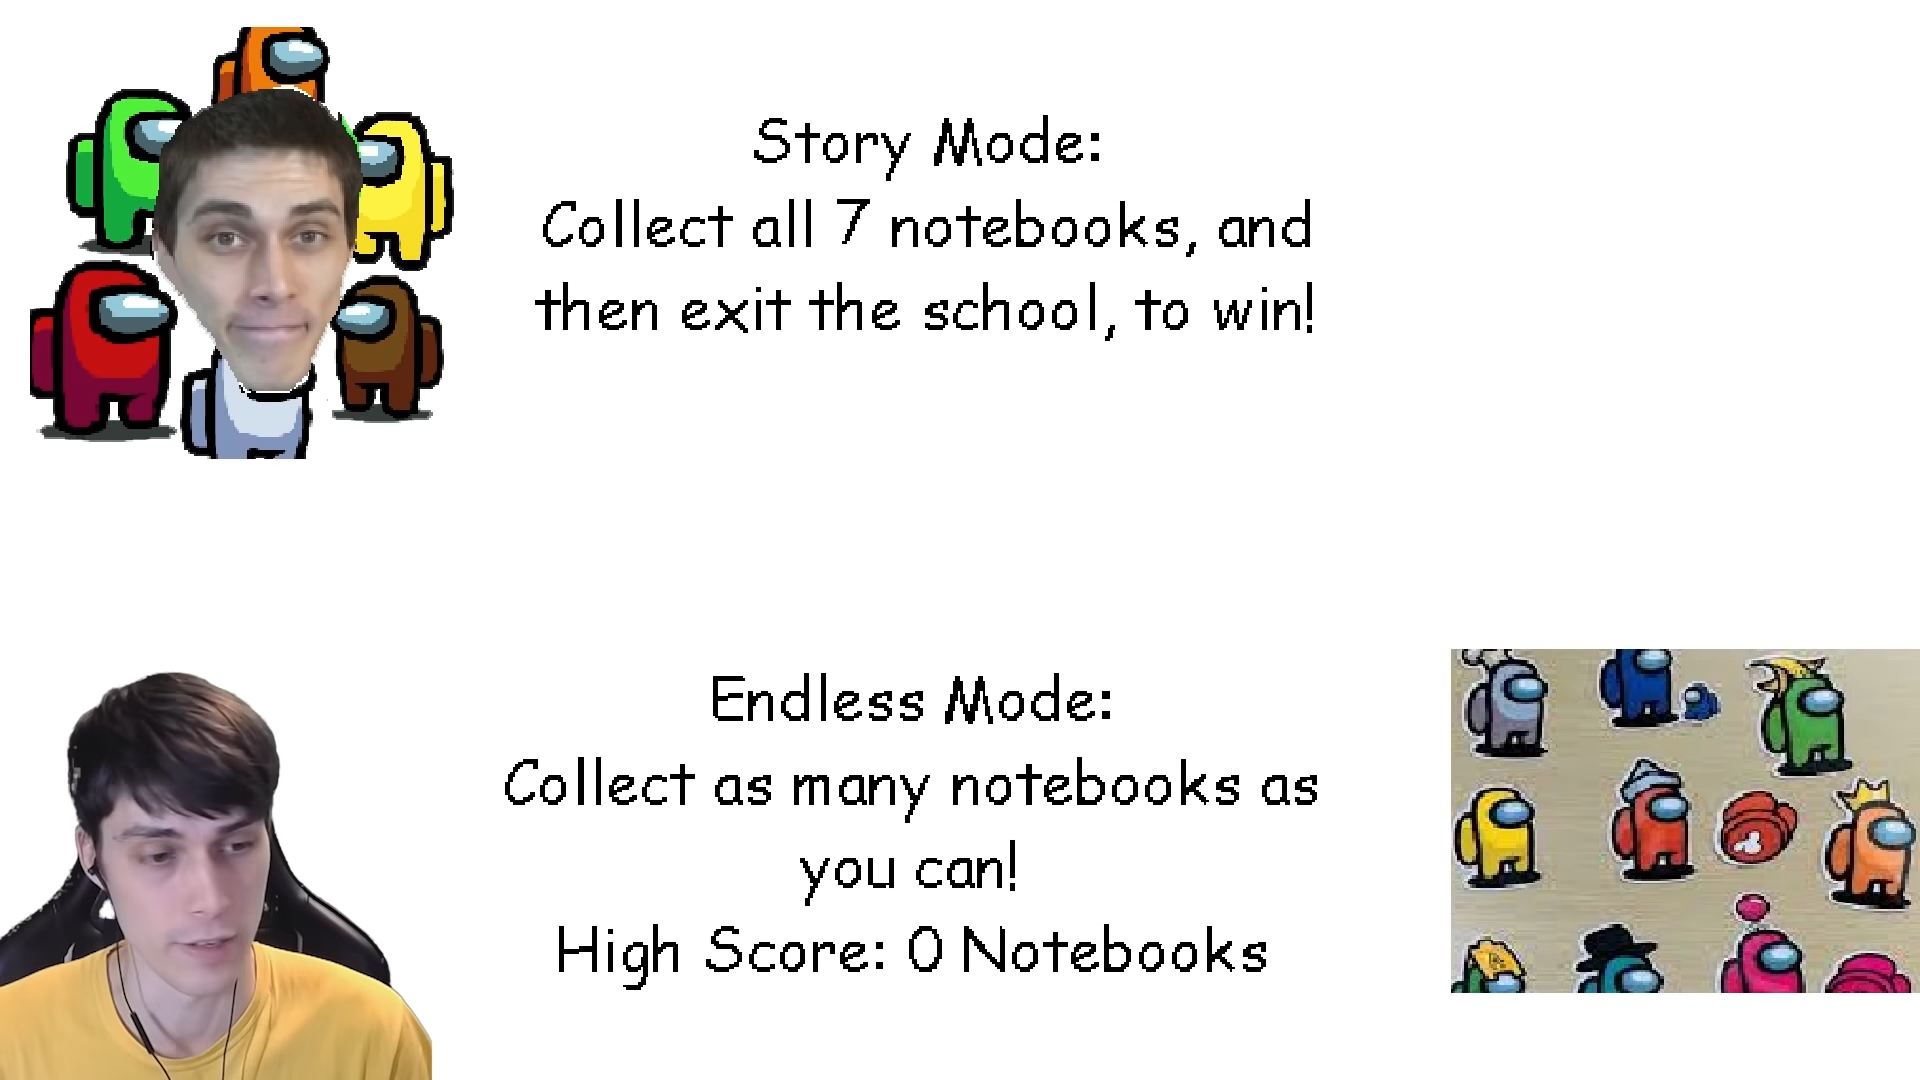 Story Mode:
Collect all 7 notebooks, and
then exit the school, to win!
Endless Mode:
Collect as many notebooks as
you can!
High Score: 0 Notebooks